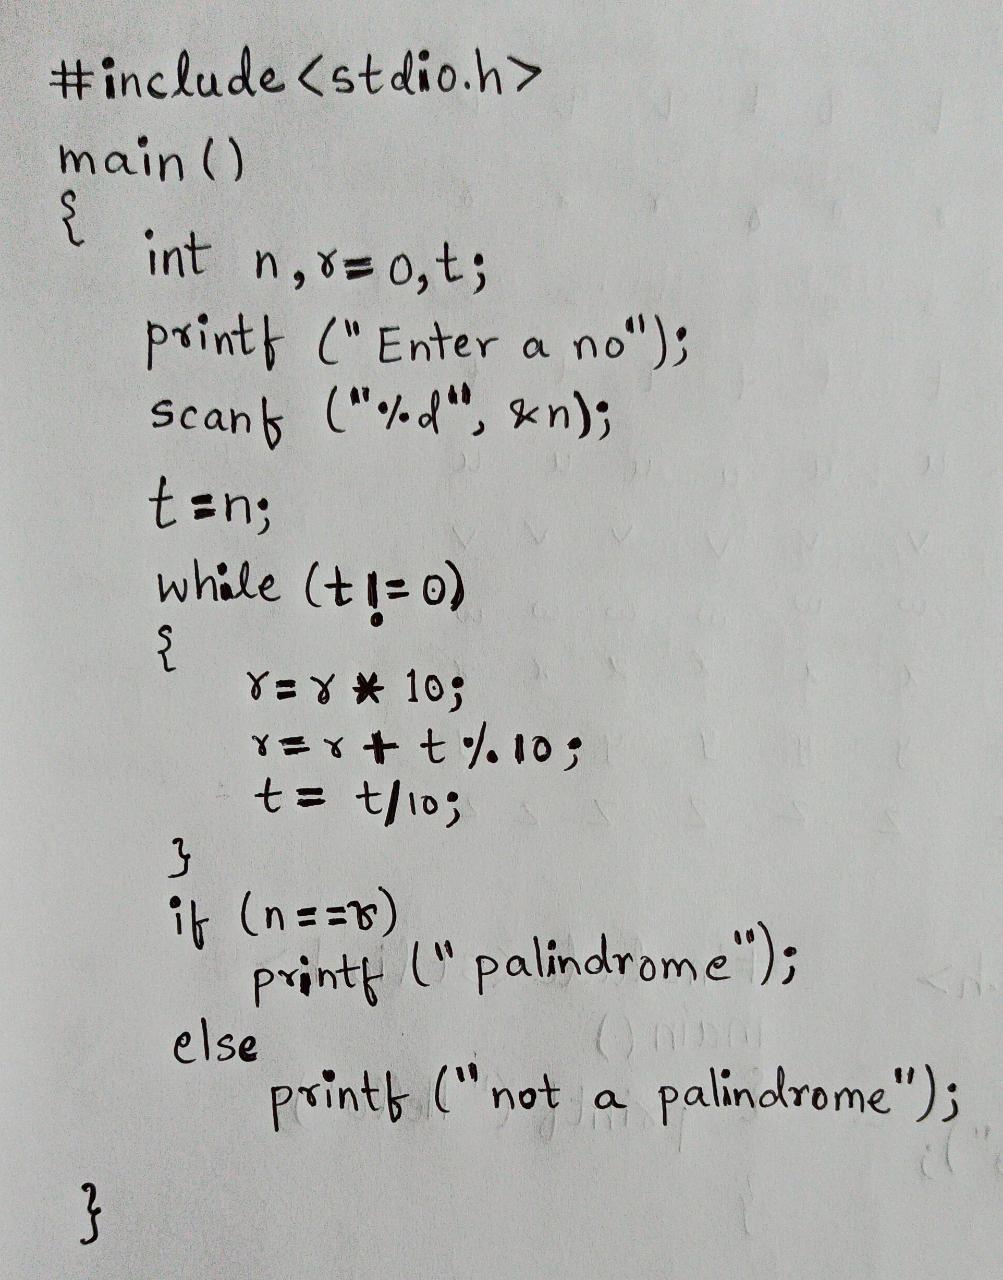 #include<stdio.h>
main()
{
int n,r=0,t;
printf ("Enter a no");
scanf ("%d", &n);
t=n;
while (t!=0)
{
r=r * 10;
r=r + t % 10;
t= t/10;
}
if (n==r)
printf ("palindrome");
else
printf ("not a palindrome");
}